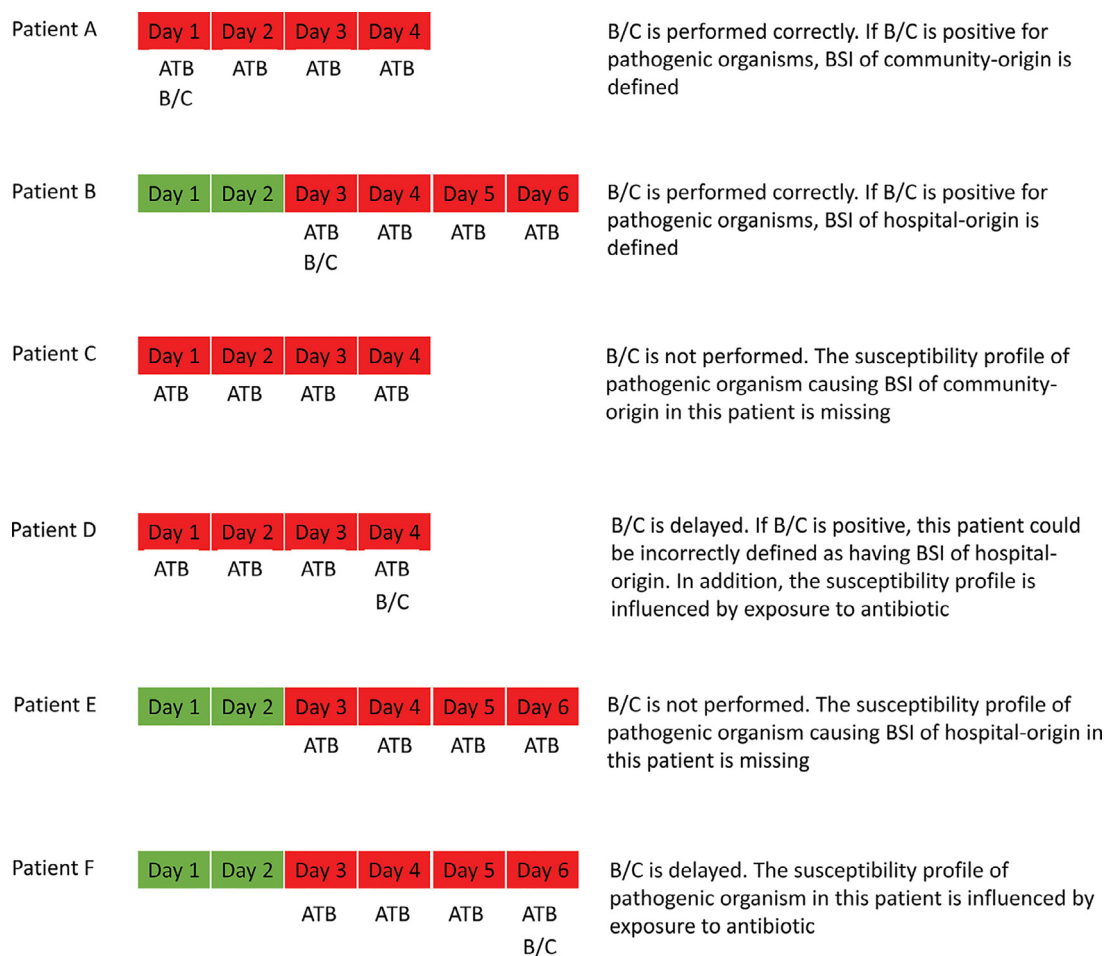 Patient A
Day 1 Day 2 Day 3 Day 4
ATB ATB ATB ATB
B/C
B/C is performed correctly. If B/C is positive for
pathogenic organisms, BSI of community-origin is
defined
Patient B
Day 1 Day 2 Day 3 Day 4 Day 5 Day 6
ATB ATB ATB ATB
B/C
B/C is performed correctly. If B/C is positive for
pathogenic organisms, BSI of hospital-origin is
defined
Patient C
Day 1 Day 2 Day 3 Day 4
ATB ATB ATB ATB
B/C is not performed. The susceptibility profile of
pathogenic organism causing BSI of community-
origin in this patient is missing
Patient D
Day 1 Day 2 Day 3 Day 4
ATB ATB ATB ATB
B/C
B/C is delayed. If B/C is positive, this patient could
be incorrectly defined as having BSI of hospital-
origin. In addition, the susceptibility profile is
influenced by exposure to antibiotic
Patient E
Day 1 Day 2 Day 3 Day 4 Day 5 Day 6
ATB ATB ATB ATB
B/C is not performed. The susceptibility profile of
pathogenic organism causing BSI of hospital-origin in
this patient is missing
Patient F
Day 1 Day 2 Day 3 Day 4 Day 5 Day 6
ATB ATB ATB ATB
B/C
B/C is delayed. The susceptibility profile of
pathogenic organism in this patient is influenced by
exposure to antibiotic